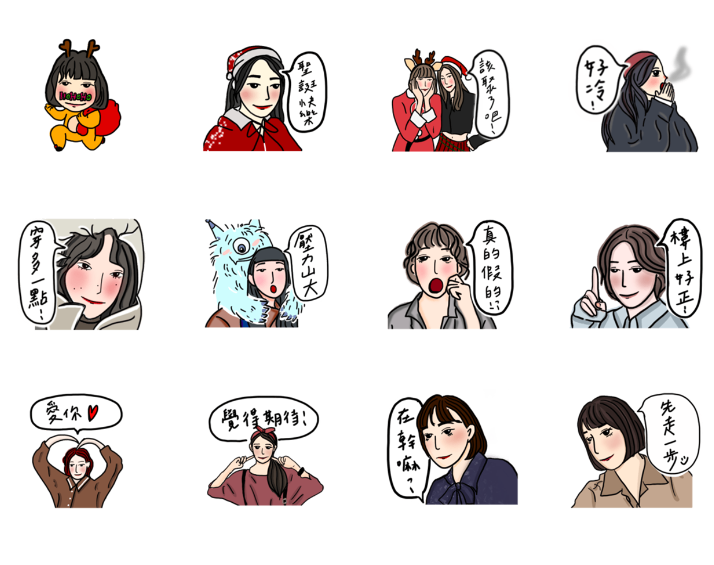 HoHoHo
聖誕快樂
該聚了吧!
好冷!
穿多一點!
壓力山大
真的假的!?
樓上好正!
愛你
覺得期待!
在幹嘛?
先走一步